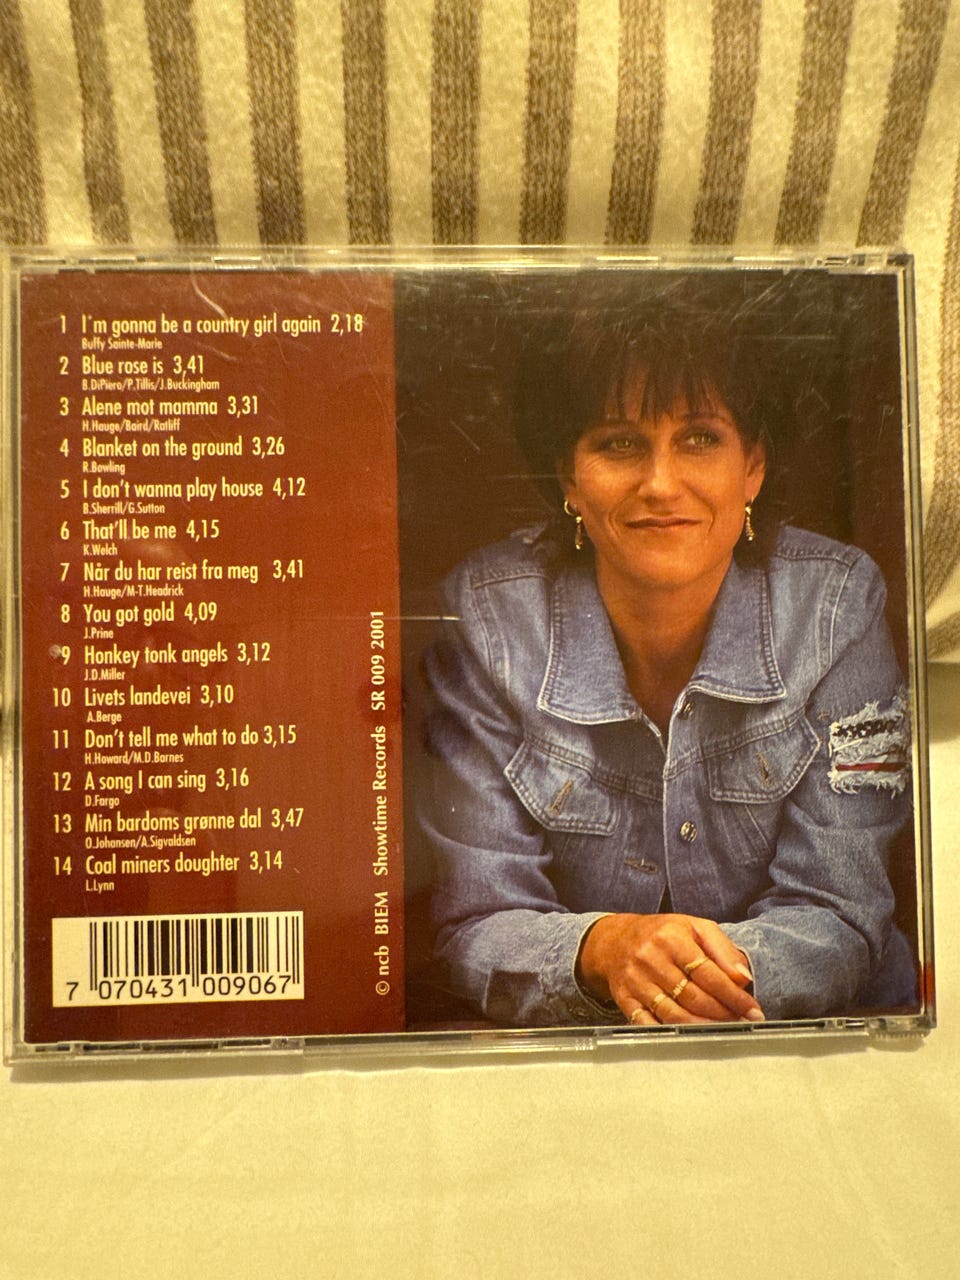 1 I'm gonna be a country girl again 2,18
Buffy Sainte-Marie
2 Blue rose is 3,41
B.DiPiero/P.Tillis/J.Buckingham
3 Alene mot mamma 3,31
H.Hauge/Baird/Ratliff
4 Blanket on the ground 3,26
R.Bowling
5 I don't wanna play house 4,12
B.Sherrill/G.Sutton
6 That'll be me 4,15
K.Welch
7 Når du har reist fra meg 3,41
H.Hauge/M-T.Headrick
8 You got gold 4,09
J.Prine
9 Honkey tonk angels 3,12
J.D.Miller
10 Livets landevei 3,10
A.Berge
11 Don't tell me what to do 3,15
H.Howard/M.D.Barnes
12 A song I can sing 3,16
D.Fargo
13 Min bardoms grønne dal 3,47
O.Johansen/A.Sigvaldsen
14 Coal miners doughter 3,14
L.Lynn
7 070431 009067
© ncb BIEM Showtime Records SR 009 2001